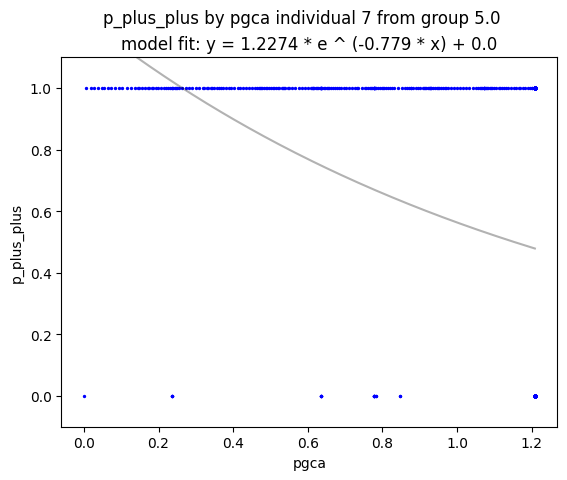 p_plus_plus by pgca individual 7 from group 5.0
model fit: y = 1.2274 * e ^ (-0.779 * x) + 0.0
1.0
0.8
0.6
0.4
0.2
0.0
p_plus_plus
0.0 0.2 0.4 0.6 0.8 1.0 1.2
pgca